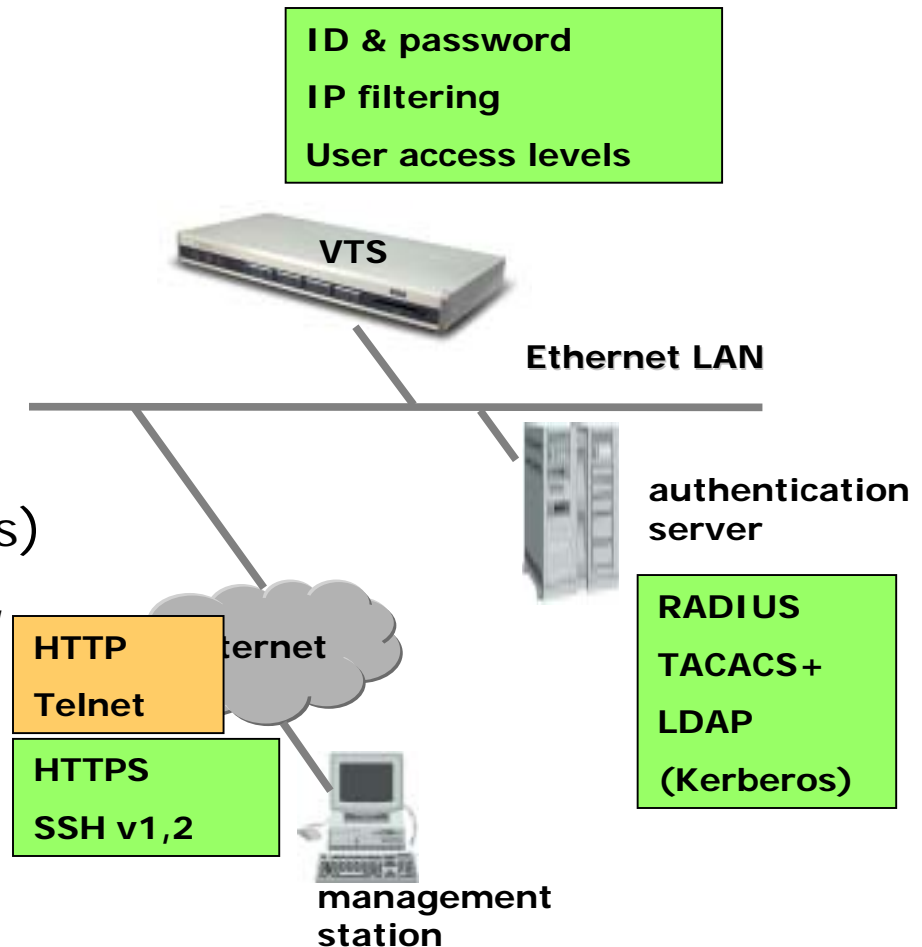 ID & password
IP filtering
User access levels
VTS
Ethernet LAN
authentication
server
s)
RADIUS
TACACS+
LDAP
(Kerberos)
ternet
HTTP
Telnet
HTTPS
SSH v1,2
management
station